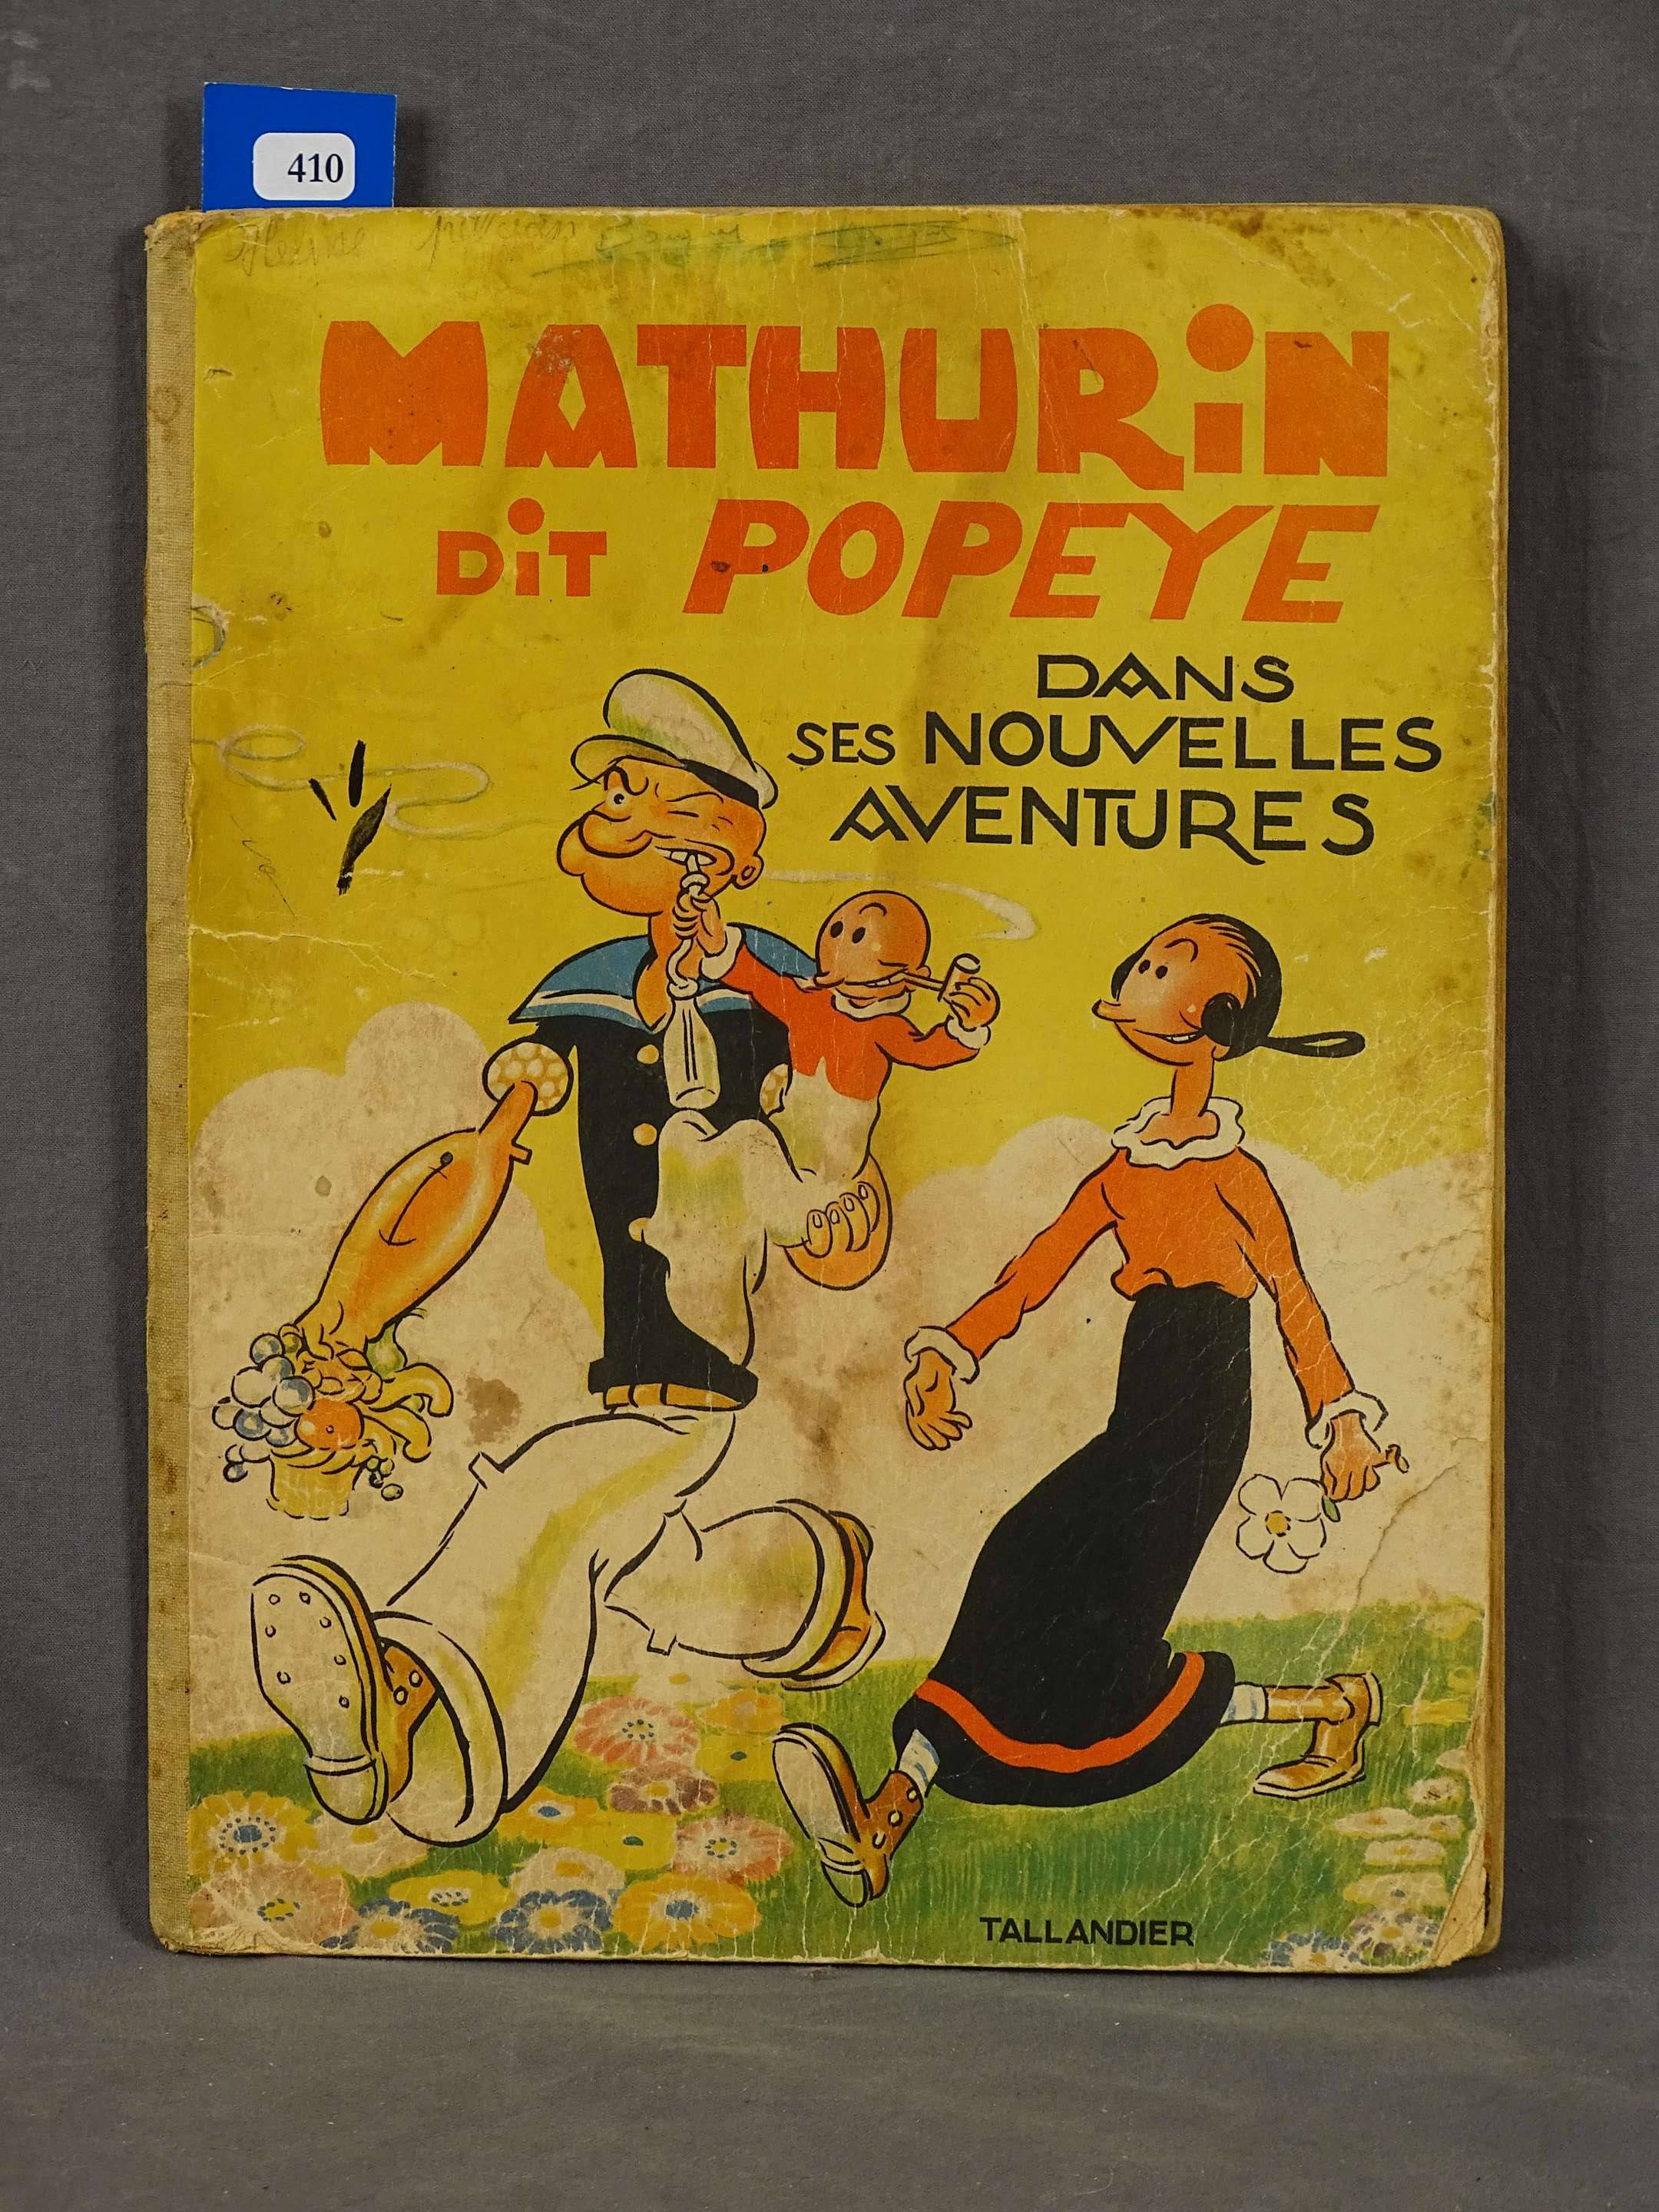 410
MATHURiN
DiT POPEYE
DANS
SES NOUVELLES
AVENTURES
TALLANDIER